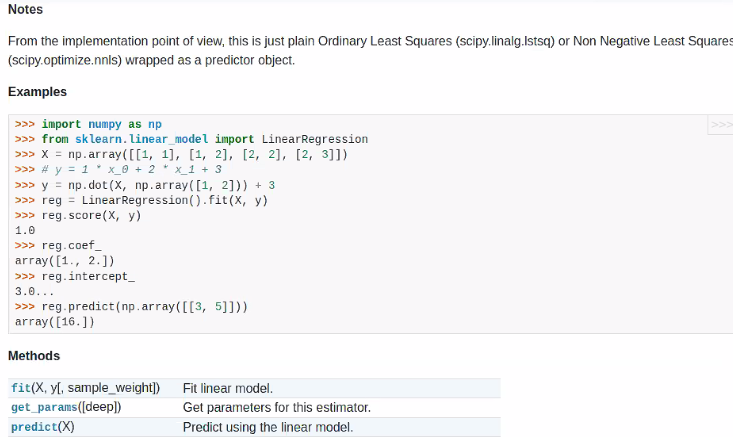 Notes
From the implementation point of view, this is just plain Ordinary Least Squares (scipy.linalg.lstsq) or Non Negative Least Squares
(scipy.optimize.nnls) wrapped as a predictor object.
Examples
>>> import numpy as np
>>>
>>> from sklearn.linear_model import LinearRegression
>>> X = np.array([[1, 1], [1, 2], [2, 2], [2, 3]])
>>> # y = 1 * x_0 + 2 * x_1 + 3
>>> y = np.dot(X, np.array([1, 2])) + 3
>>> reg = LinearRegression().fit(X, y)
>>> reg.score(X, y)
1.0
>>> reg.coef_
array([1., 2.])
>>> reg.intercept_
3.0...
>>> reg.predict(np.array([[3, 5]]))
array([16.])
Methods
fit(X, y[, sample_weight]) Fit linear model.
get_params([deep]) Get parameters for this estimator.
predict(X) Predict using the linear model.